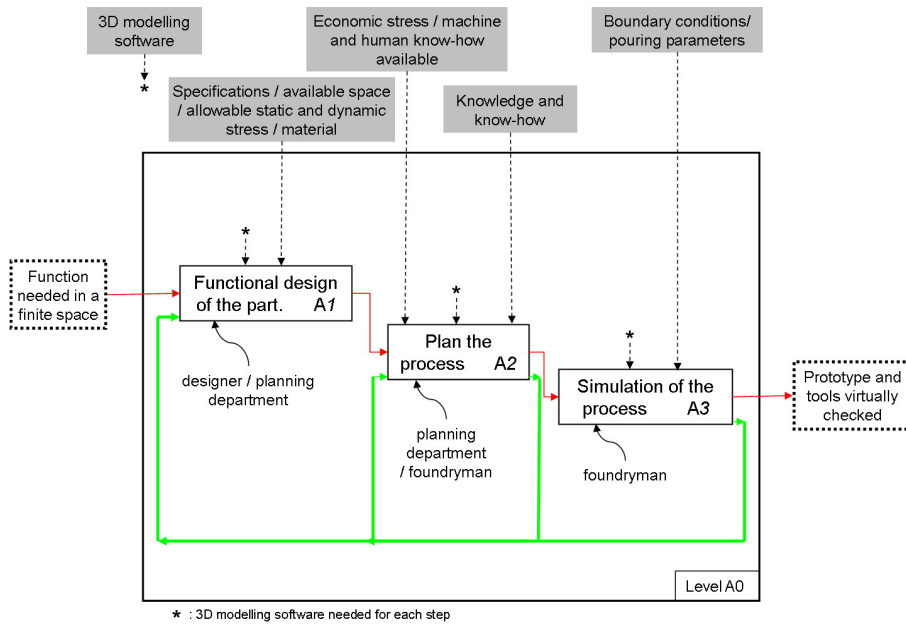 3D modelling
software
*
Economic stress / machine
and human know-how
available
Boundary conditions/
pouring parameters
Specifications / available space
/ allowable static and dynamic
stress / material
Knowledge and
know-how
Function
needed in a
finite space
*
Functional design
of the part. A1
designer / planning
department
*
Plan the
process A2
planning
department
/ foundryman
*
Simulation of the
process A3
foundryman
Prototype and
tools virtually
checked
Level A0
* : 3D modelling software needed for each step